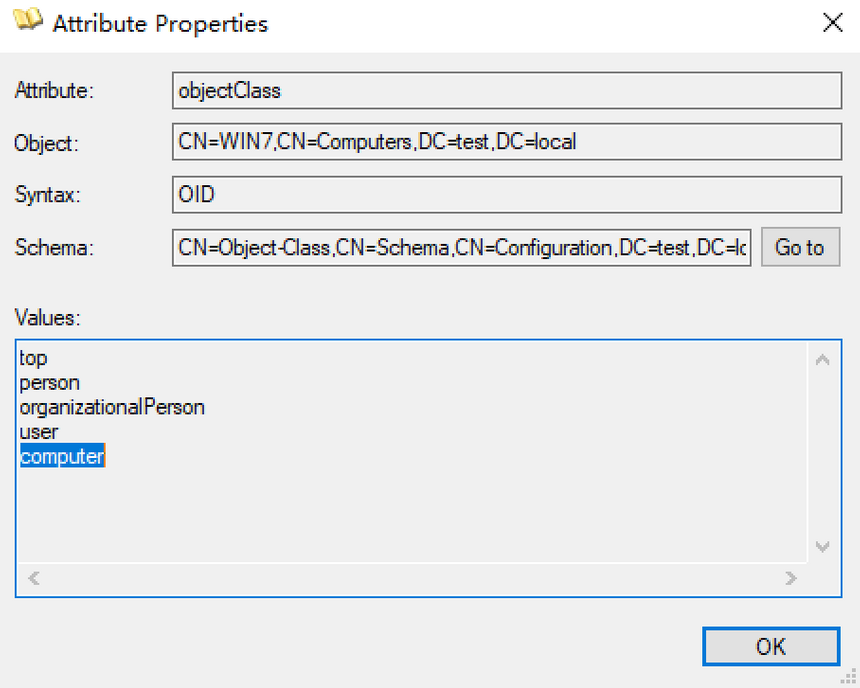 Attribute Properties
Attribute: objectClass
Object: CN=WIN7,CN=Computers,DC=test,DC=local
Syntax: OID
Schema: CN=Object-Class,CN=Schema,CN=Configuration,DC=test,DC=lc Go to
Values:
top
person
organizationalPerson
user
computer
OK